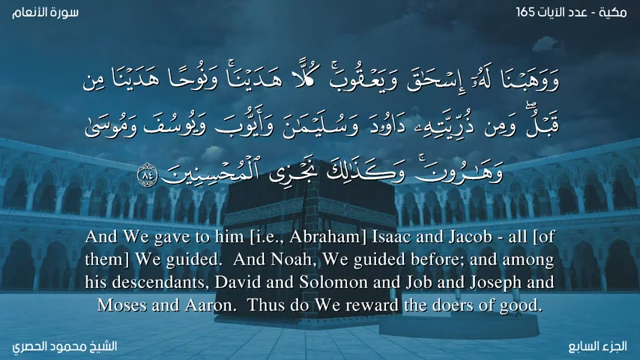 مكية - عدد الآيات 165
سورة الأنعام
وَوَهَبْنَا لَهُۥٓ إِسْحَـٰقَ وَيَعْقُوبَ ۚ كُلًّا هَدَيْنَا ۚ وَنُوحًا هَدَيْنَا مِن
قَبْلُ ۖ وَمِن ذُرِّيَّتِهِۦ دَاوُۥدَ وَسُلَيْمَـٰنَ وَأَيُّوبَ وَيُوسُفَ وَمُوسَىٰ
وَهَـٰرُونَ ۚ وَكَذَٰلِكَ نَجْزِى ٱلْمُحْسِنِينَ ٨٤
And We gave to him [i.e., Abraham] Isaac and Jacob - all [of
them] We guided.  And Noah, We guided before; and among
his descendants, David and Solomon and Job and Joseph and
Moses and Aaron.  Thus do We reward the doers of good.
الجزء السابع
الشيخ محمود الحصري